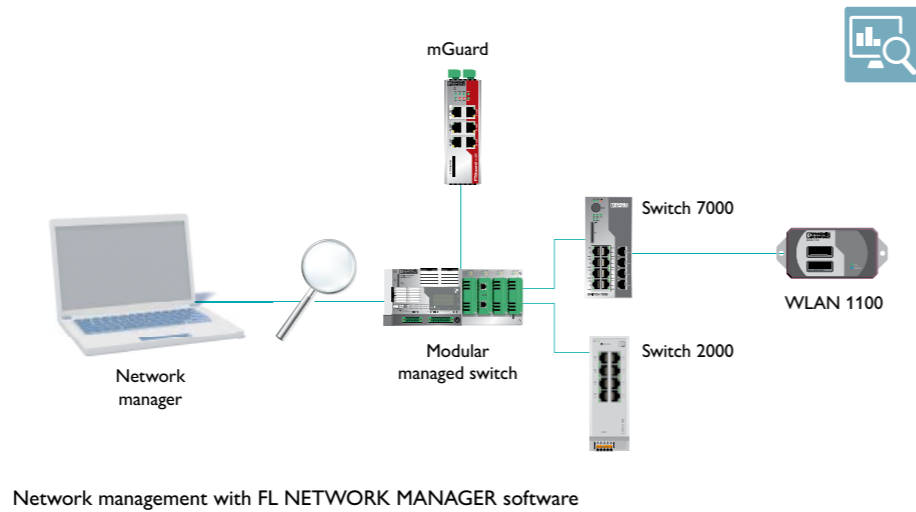 mGuard
Switch 7000
WLAN 1100
Modular
managed switch
Switch 2000
Network
manager
Network management with FL NETWORK MANAGER software